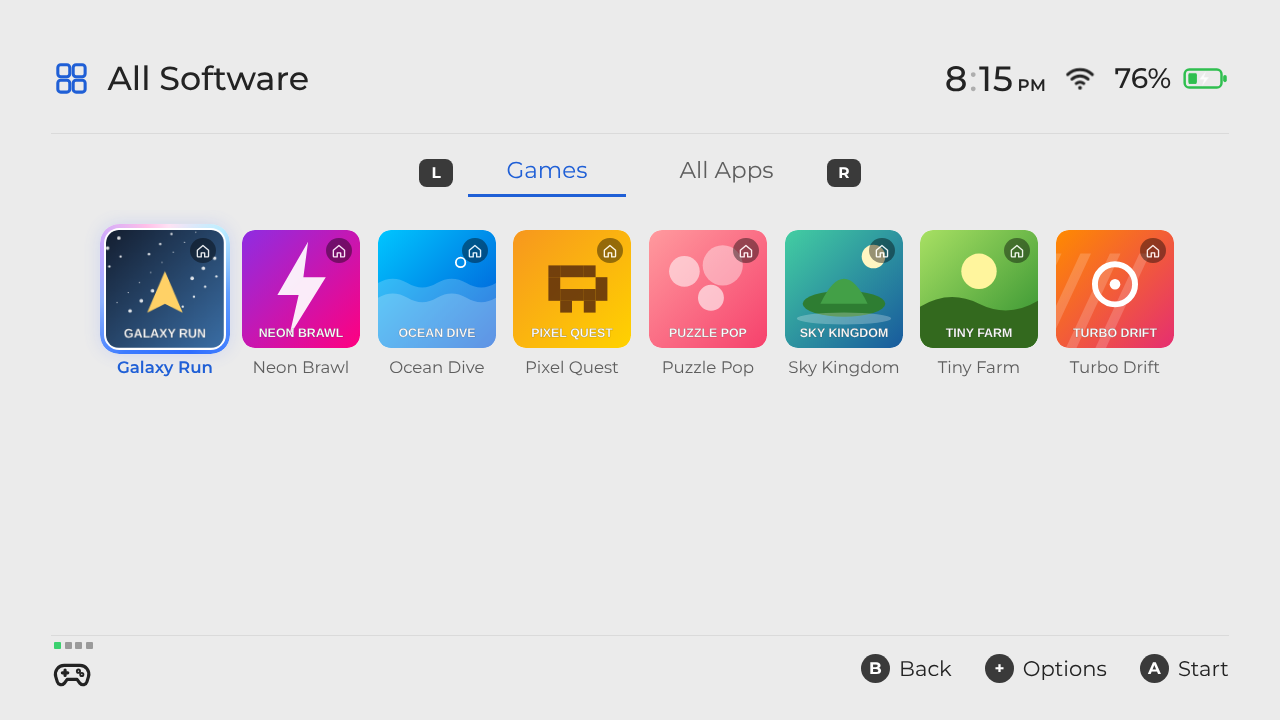 All Software
8:15 PM 76%
L Games All Apps R
GALAXY RUN NEON BRAWL OCEAN DIVE PIXEL QUEST PUZZLE POP SKY KINGDOM TINY FARM TURBO DRIFT
Galaxy Run Neon Brawl Ocean Dive Pixel Quest Puzzle Pop Sky Kingdom Tiny Farm Turbo Drift
B Back + Options A Start